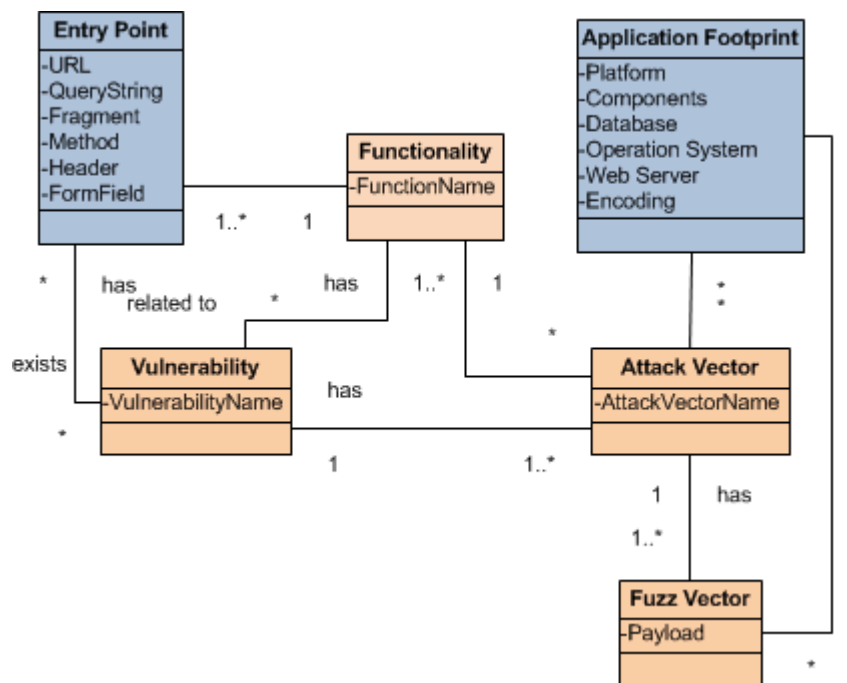 Entry Point
-URL
-QueryString
-Fragment
-Method
-Header
-FormField
Application Footprint
-Platform
-Components
-Database
-Operation System
-Web Server
-Encoding
Functionality
-FunctionName
1..*
1
*
has
related to
*
has
1..*
1
*
*
*
exists
*
Vulnerability
-VulnerabilityName
has
1
1..*
Attack Vector
-AttackVectorName
1
has
1..*
Fuzz Vector
-Payload
*